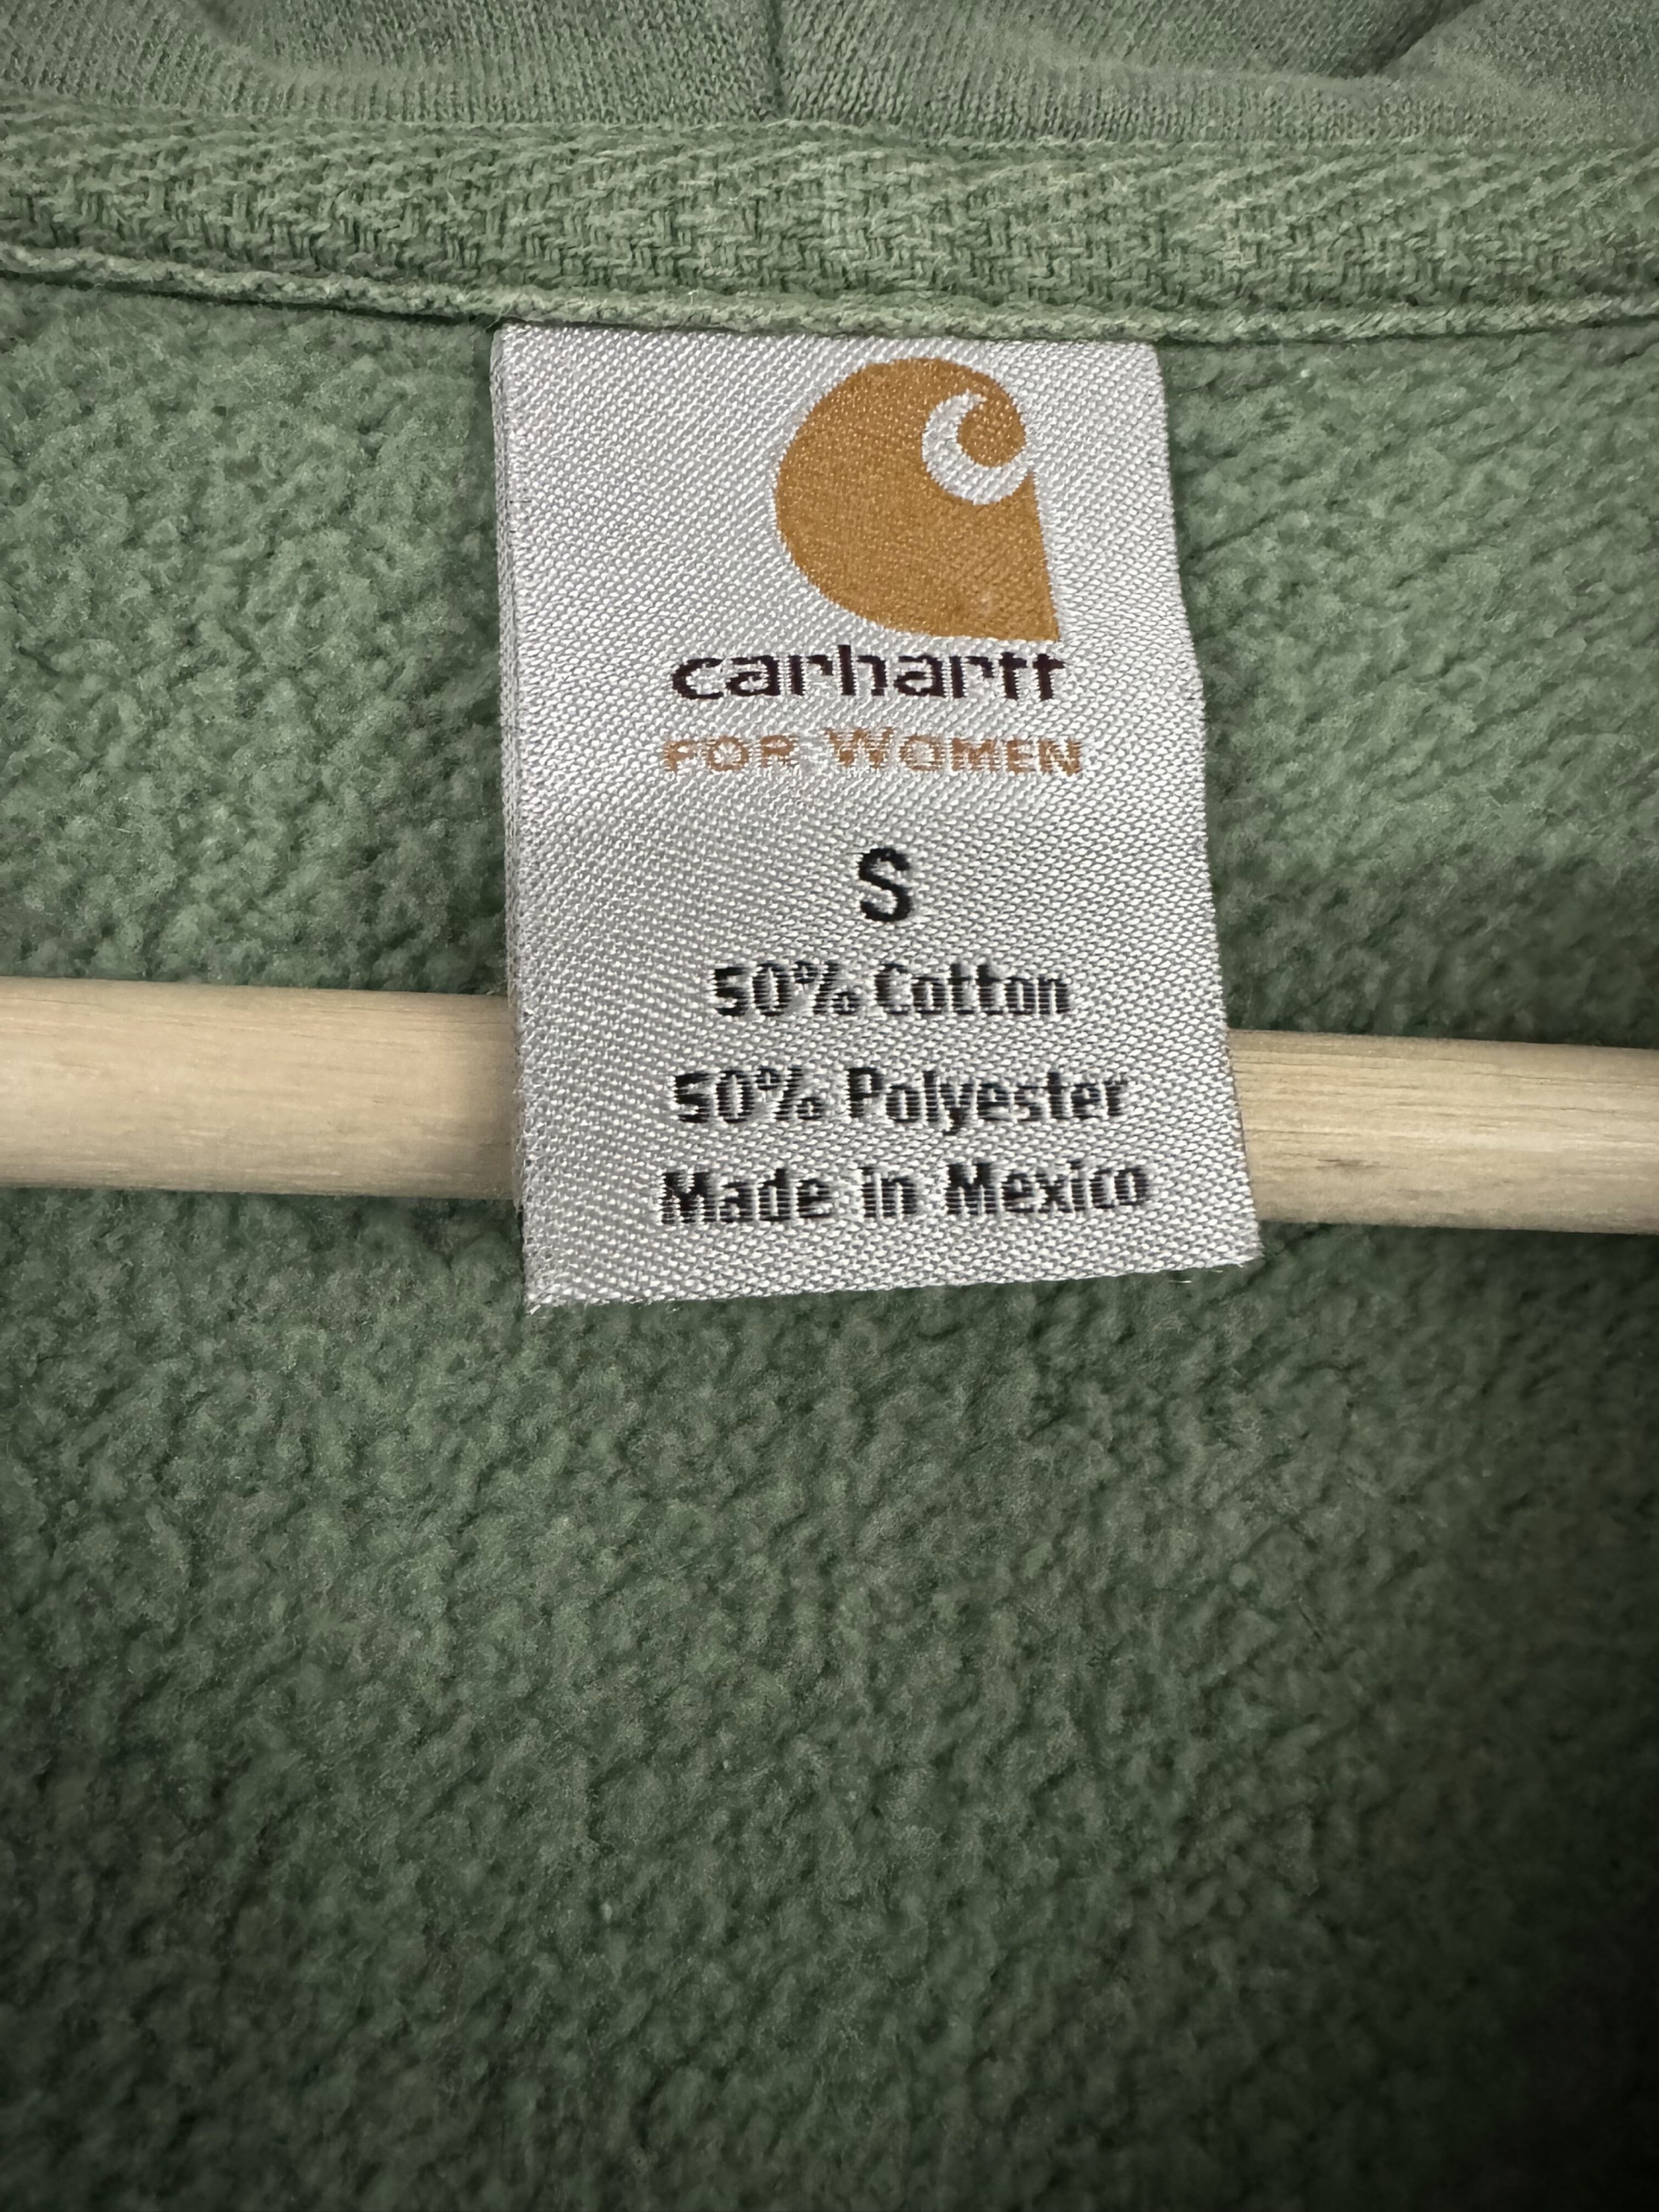 carhartt
FOR WOMEN
S
50% Cotton
50% Polyester
Made in Mexico